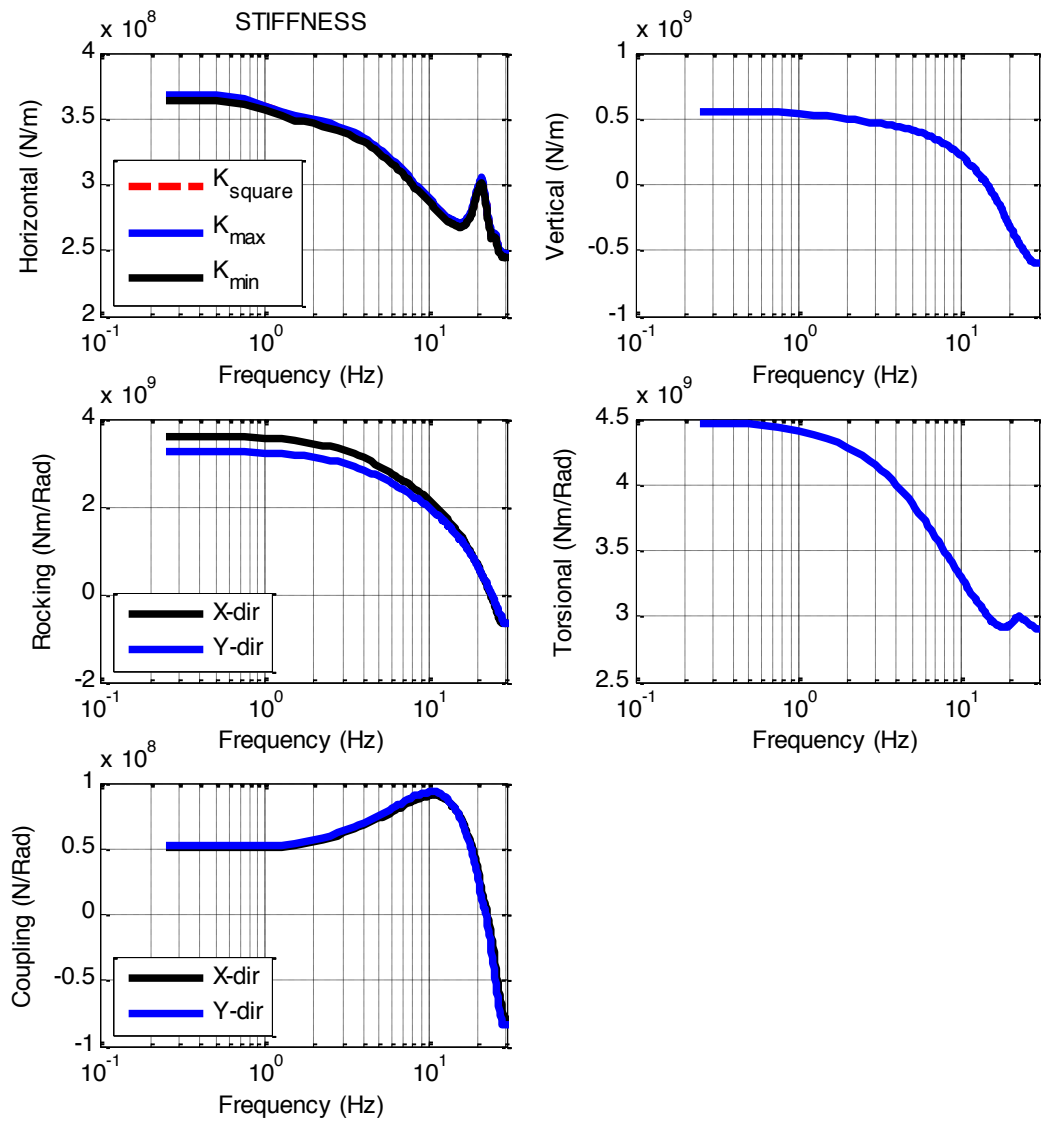 STIFFNESS
x 10^8
4
3.5
3
2.5
2
Horizontal (N/m)
K_square
K_max
K_min
10^-1
10^0
10^1
Frequency (Hz)
x 10^9
1
0.5
0
-0.5
-1
Vertical (N/m)
10^-1
10^0
10^1
Frequency (Hz)
x 10^9
4
2
0
-2
Rocking (Nm/Rad)
X-dir
Y-dir
10^-1
10^0
10^1
Frequency (Hz)
x 10^9
4.5
4
3.5
3
2.5
Torsional (Nm/Rad)
10^-1
10^0
10^1
Frequency (Hz)
x 10^8
1
0.5
0
-0.5
-1
Coupling (N/Rad)
X-dir
Y-dir
10^-1
10^0
10^1
Frequency (Hz)